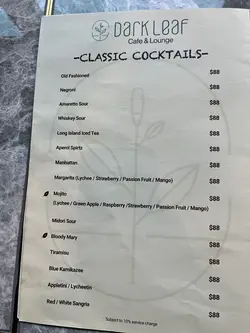 Dark Leaf
Cafe & Lounge
-CLASSIC COCKTAILS-
Old Fashioned $88
Negroni $88
Amaretto Sour $88
Whiskey Sour $88
Long Island Iced Tea $88
Aperol Spirtz $88
Manhattan $88
Margarita (Lychee / Strawberry / Passion Fruit / Mango) $88
Mojito $88
(Lychee / Green Apple / Raspberry /Strawberry /Passion Fruit / Mango) $88
Midori Sour $88
Bloody Mary $88
Tiramisu $88
Blue Kamikazee $88
Appletini / Lycheetin $88
Red / White Sangria $88
Subject to 10% service charge